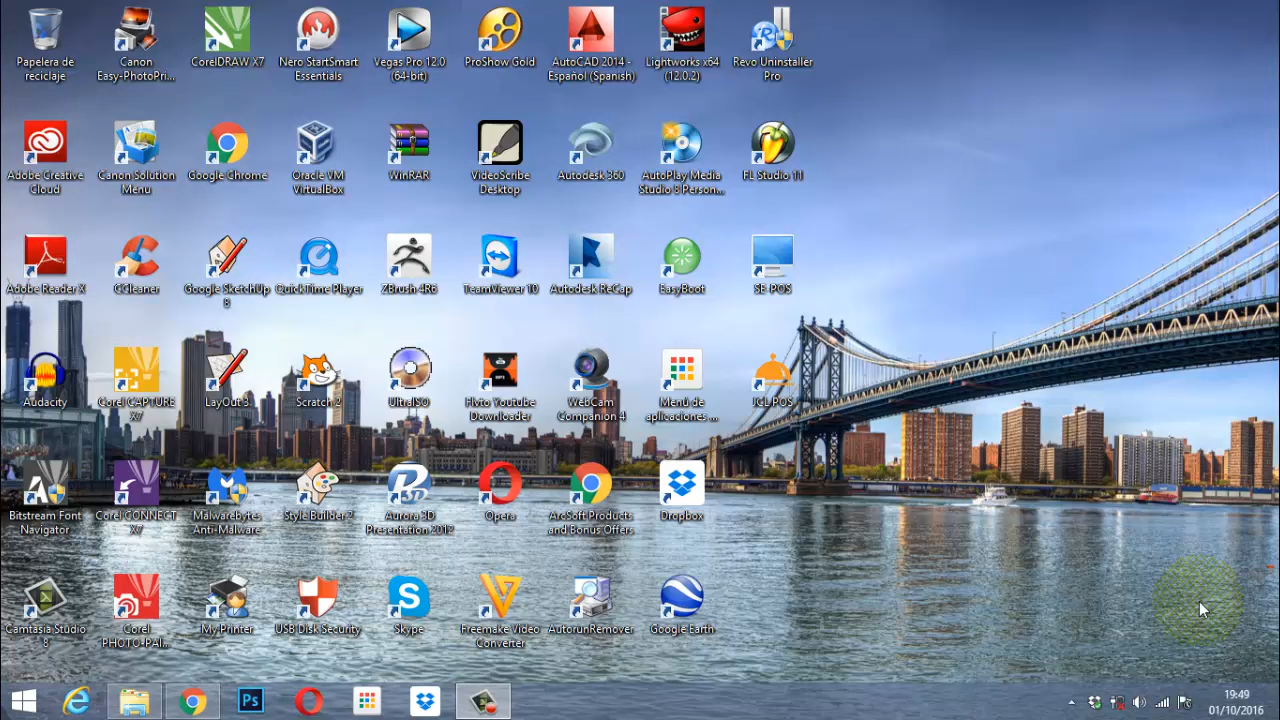 Papelera de
reciclaje
Canon
Easy-PhotoPri...
CorelDRAW X7
Nero StartSmart
Essentials
Vegas Pro 12.0
(64-bit)
ProShow Gold
AutoCAD 2014 -
Español (Spanish)
Lightworks x64
(12.0.2)
Revo Uninstaller
Pro
Adobe Creative
Cloud
Canon Solution
Menu
Google Chrome
Oracle VM
VirtualBox
WinRAR
VideoScribe
Desktop
Autodesk 360
AutoPlay Media
Studio 8 Person...
FL Studio 11
Adobe Reader X
CCleaner
Google SketchUp
8
QuickTime Player
ZBrush 4R6
TeamViewer 10
Autodesk ReCap
EasyBoot
SE-POS
Audacity
Corel CAPTURE
X7
LayOut 3
Scratch 2
UltraISO
Flvto Youtube
Downloader
WebCam
Companion 4
Menú de
aplicaciones ...
JCL POS
Bitstream Font
Navigator
Corel CONNECT
X7
Malwarebytes
Anti-Malware
Style Builder 2
Aurora 3D
Presentation 2012
Opera
ArcSoft Products
and Bonus Offers
Dropbox
Camtasia Studio
8
Corel
PHOTO-PAI...
My Printer
USB Disk Security
Skype
Freemake Video
Converter
AutorunRemover
Google Earth
Ps
19:49
01/10/2016